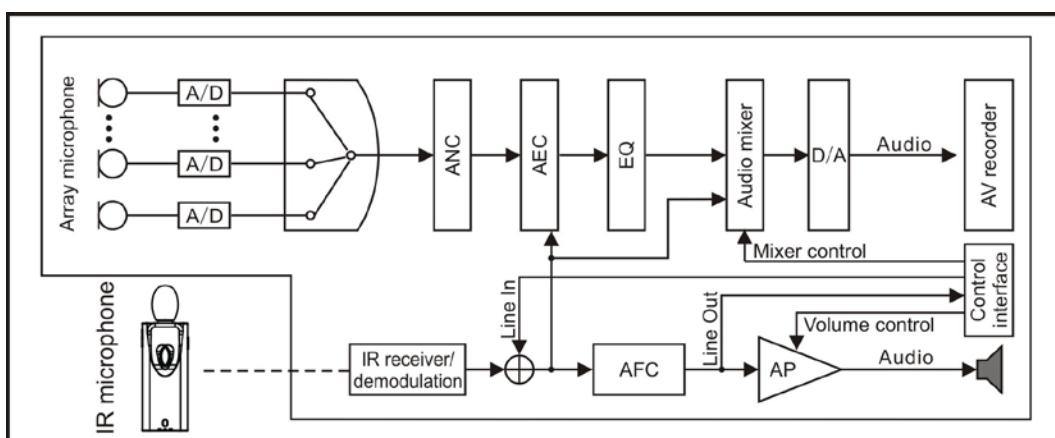 Array microphone
A/D
A/D
A/D
ANC
AEC
EQ
Audio mixer
D/A
Audio
AV recorder
Mixer control
Control
interface
Line In
Line Out
Volume control
IR microphone
IR receiver/
demodulation
AFC
AP
Audio